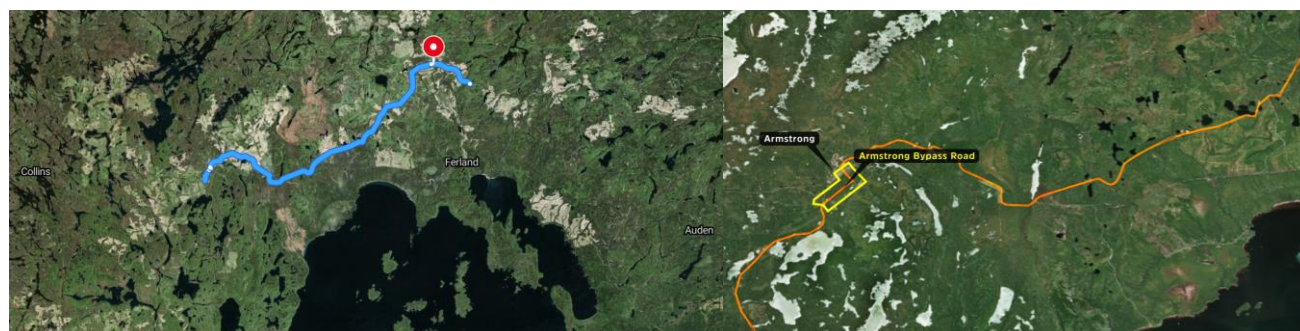 Collins
Ferland
Auden
Armstrong
Armstrong Bypass Road